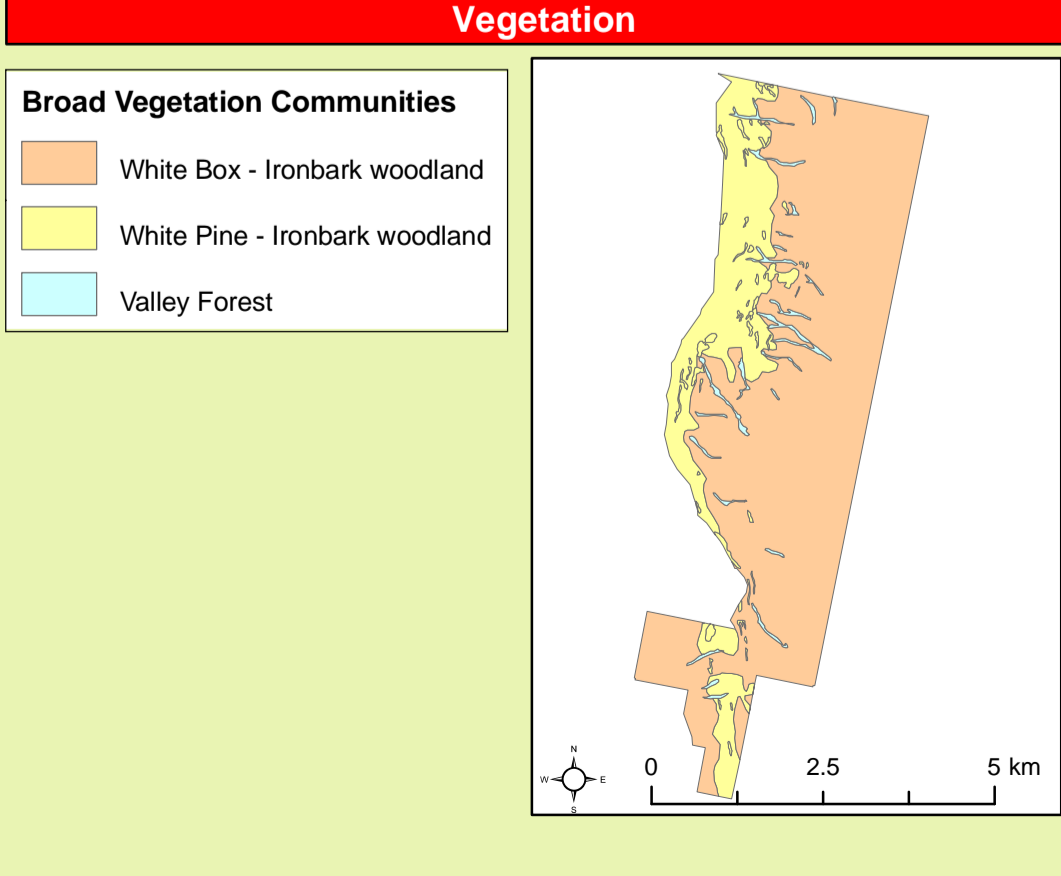 Vegetation
Broad Vegetation Communities
White Box - Ironbark woodland
White Pine - Ironbark woodland
Valley Forest
N
W E
S
0 2.5 5 km